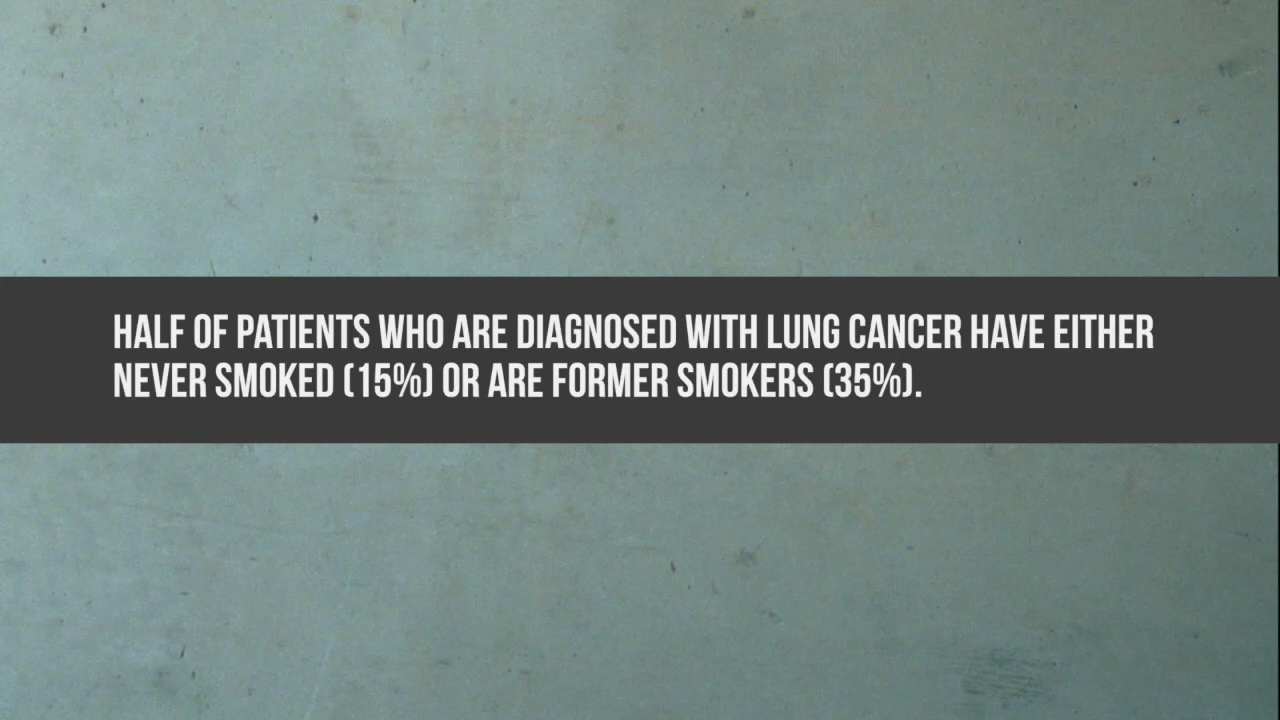 HALF OF PATIENTS WHO ARE DIAGNOSED WITH LUNG CANCER HAVE EITHER
NEVER SMOKED (15%) OR ARE FORMER SMOKERS (35%).